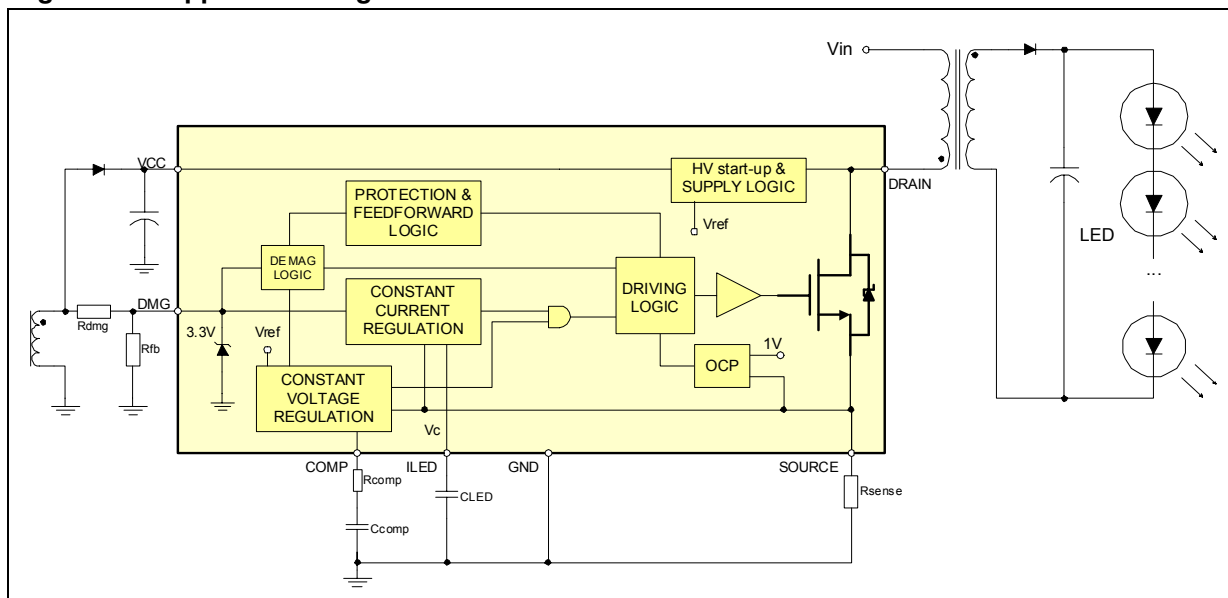 Vin
VCC
HV start-up &
SUPPLY LOGIC
DRAIN
PROTECTION &
FEEDFORWARD
LOGIC
Vref
LED
DEMAG
LOGIC
...
DMG
CONSTANT
CURRENT
REGULATION
DRIVING
LOGIC
Rdmg
3.3V
Vref
1V
Rfb
OCP
CONSTANT
VOLTAGE
REGULATION
Vc
COMP
ILED
GND
SOURCE
Rcomp
CLED
Rsense
Ccomp